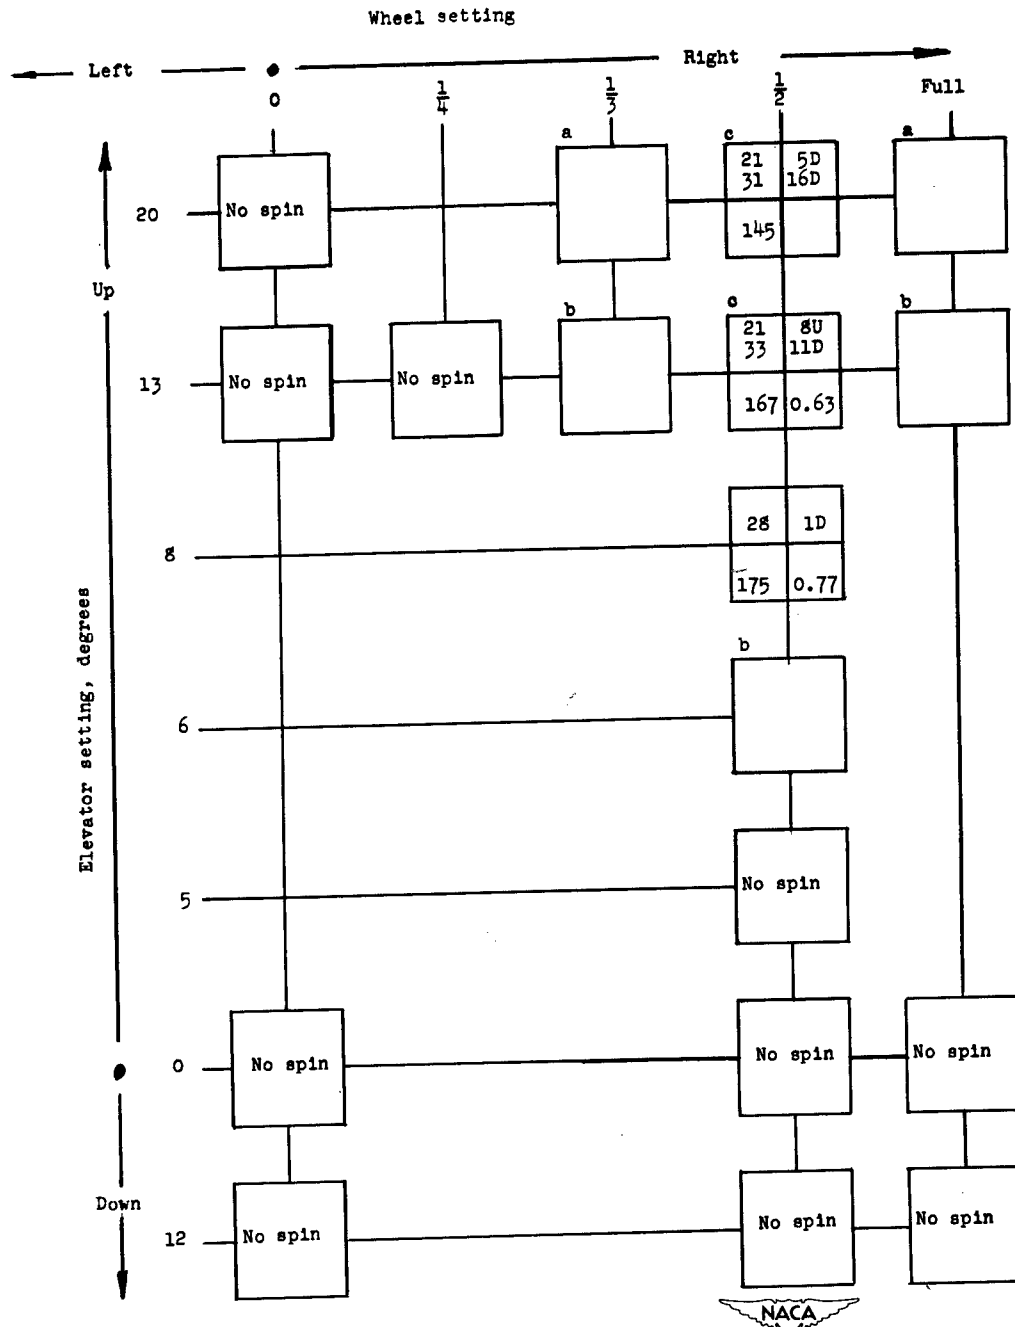 Wheel setting
Left Right
0 1/4 1/3 1/2 Full
a c a
21 5D
31 16D
20 No spin
145
Up
b c b
21 8U
33 11D
13 No spin No spin
167 0.63
28 1D
8
175 0.77
b
6
Elevator setting, degrees
5 No spin
0 No spin No spin No spin
Down
12 No spin No spin No spin
NACA